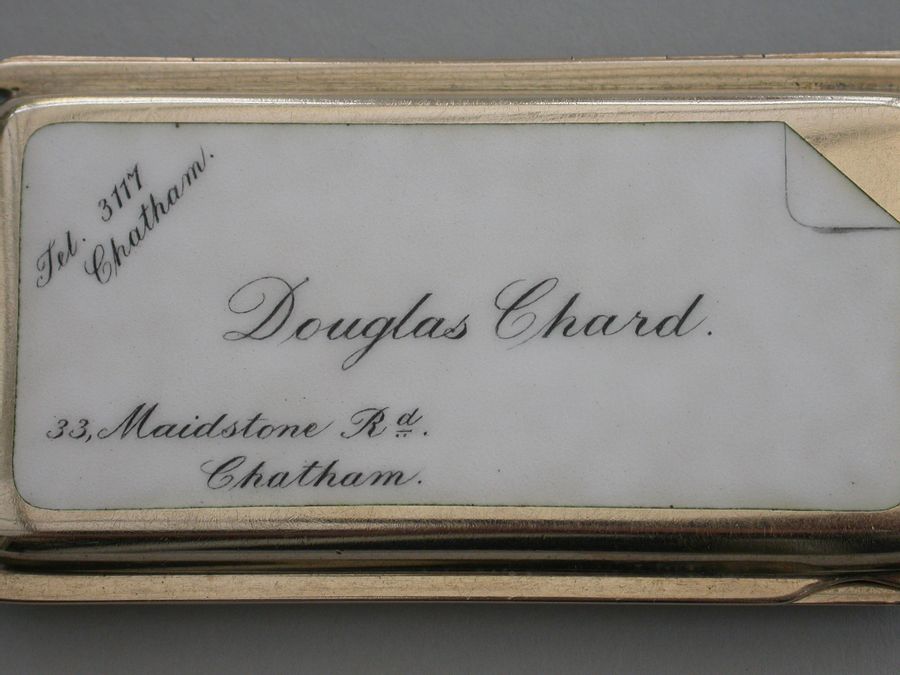 Tel. 3117
Chatham.
Douglas Chard.
33, Maidstone Rd.
Chatham.